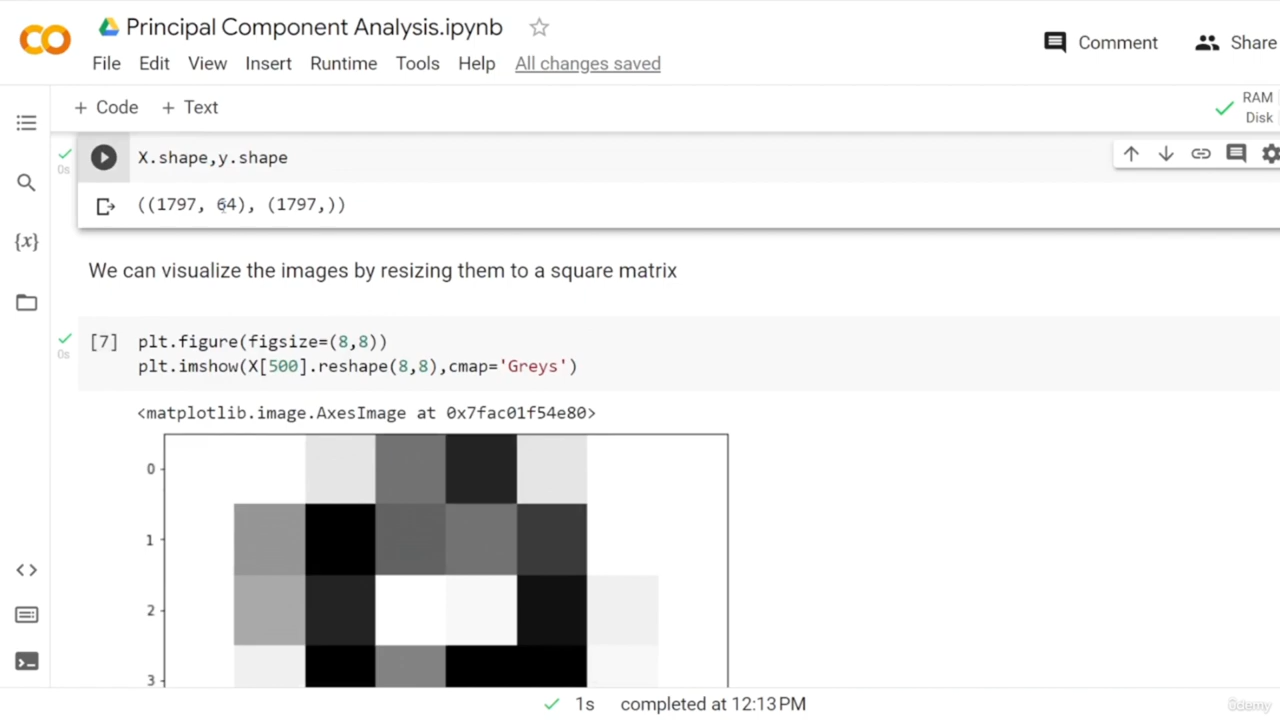 Principal Component Analysis.ipynb
Comment
Share
File Edit View Insert Runtime Tools Help All changes saved
+ Code + Text
RAM
Disk
0s
X.shape,y.shape
((1797, 64), (1797,))
We can visualize the images by resizing them to a square matrix
[7]
0s
plt.figure(figsize=(8,8))
plt.imshow(X[500].reshape(8,8),cmap='Greys')
<matplotlib.image.AxesImage at 0x7fac01f54e80>
0
1
2
3
1s completed at 12:13 PM
ûdemy